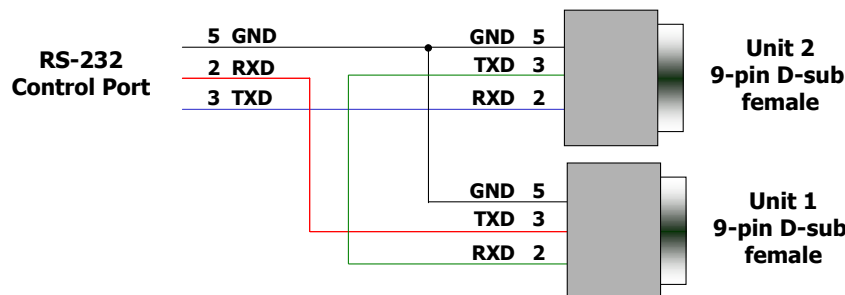 RS-232
Control Port
5 GND
2 RXD
3 TXD
GND 5
TXD 3
RXD 2
Unit 2
9-pin D-sub
female
GND 5
TXD 3
RXD 2
Unit 1
9-pin D-sub
female